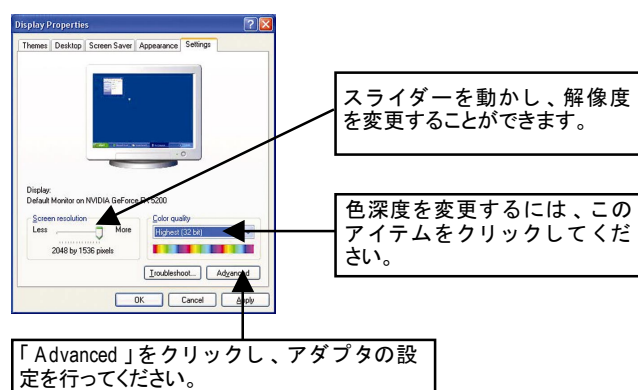 Display Properties
Themes Desktop Screen Saver Appearance Settings
Display:
Default Monitor on NVIDIA GeForce 5200
Screen resolution
Less More
2048 by 1536 pixels
Color quality
Highest (32 bit)
Troubleshoot... Advanced
OK Cancel Apply
スライダーを動かし、解像度
を変更することができます。
色深度を変更するには、この
アイテムをクリックしてくだ
さい。
「Advanced」をクリックし、アダプタの設
定を行ってください。